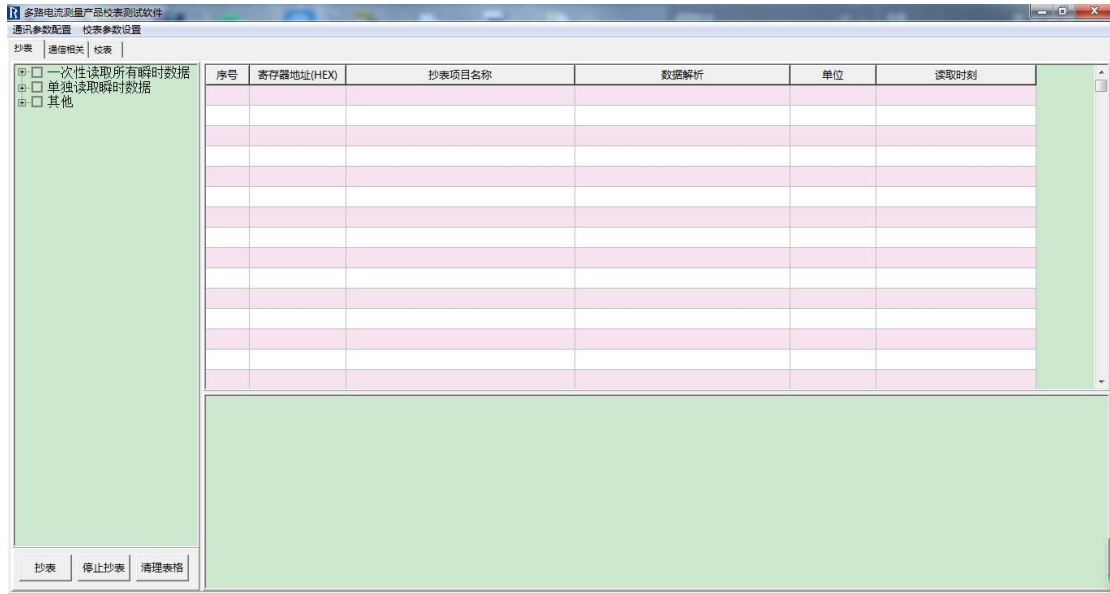 R 多路电流测量产品校表测试软件
通讯参数配置 校表参数设置
抄表 通信相关 校表
一次性读取所有瞬时数据
单独读取瞬时数据
其他
序号 寄存器地址(HEX) 抄表项目名称 数据解析 单位 读取时刻
抄表 停止抄表 清理表格